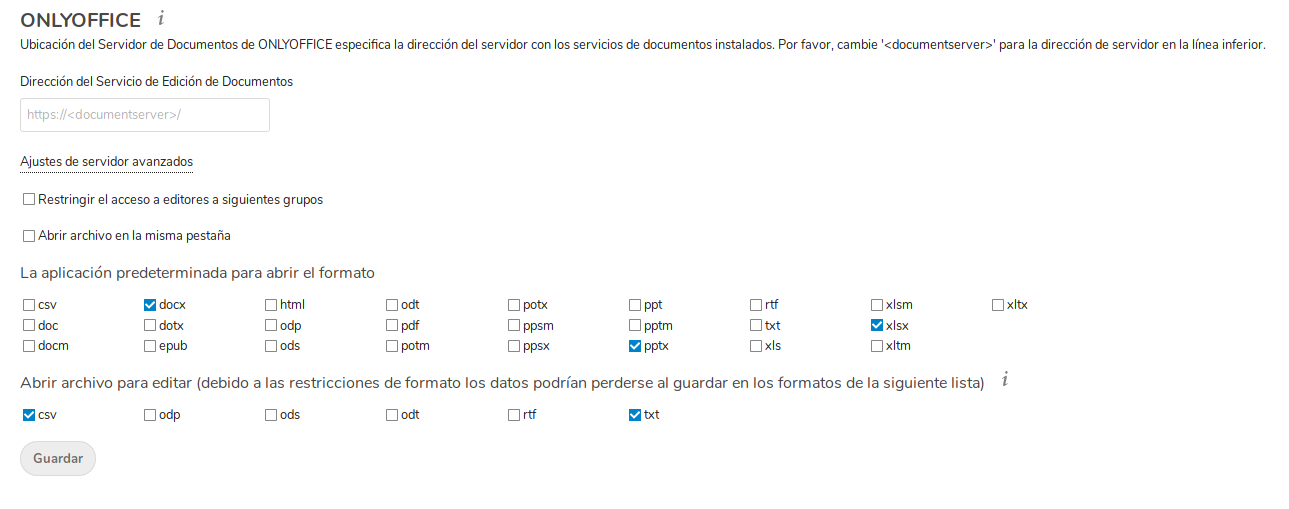 ONLYOFFICE i
Ubicación del Servidor de Documentos de ONLYOFFICE especifica la dirección del servidor con los servicios de documentos instalados. Por favor, cambie '<documentserver>' para la dirección de servidor en la línea inferior.
Dirección del Servicio de Edición de Documentos
https://<documentserver>/
Ajustes de servidor avanzados
Restringir el acceso a editores a siguientes grupos
Abrir archivo en la misma pestaña
La aplicación predeterminada para abrir el formato
csv docx html odt potx ppt rtf xlsm xltx
doc dotx odp pdf ppsm pptm txt xlsx
docm epub ods potm ppsx pptx xls xltm
Abrir archivo para editar (debido a las restricciones de formato los datos podrían perderse al guardar en los formatos de la siguiente lista) i
csv odp ods odt rtf txt
Guardar